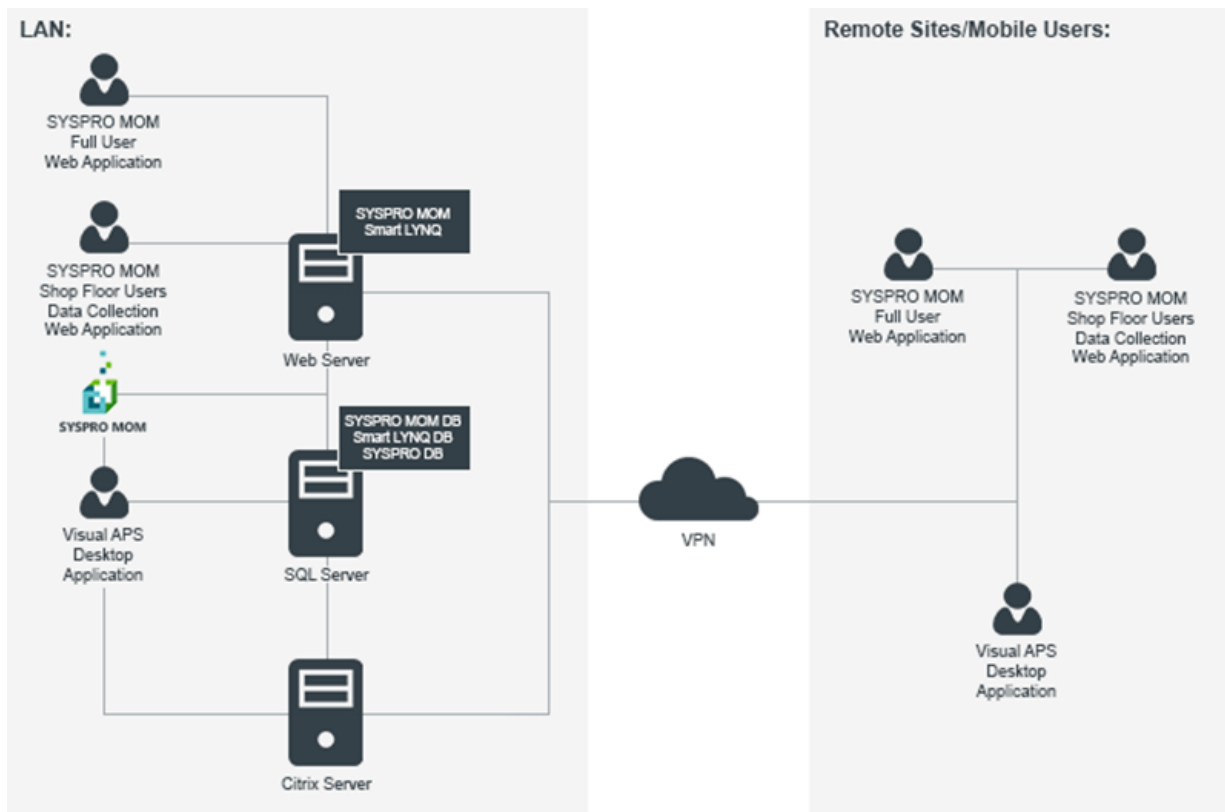 LAN:
SYSPRO MOM
Full User
Web Application
SYSPRO MOM
Smart LYNQ
SYSPRO MOM
Shop Floor Users
Data Collection
Web Application
Web Server
SYSPRO MOM
SYSPRO MOM DB
Smart LYNQ DB
SYSPRO DB
Visual APS
Desktop
Application
SQL Server
Citrix Server
VPN
Remote Sites/Mobile Users:
SYSPRO MOM
Full User
Web Application
SYSPRO MOM
Shop Floor Users
Data Collection
Web Application
Visual APS
Desktop
Application